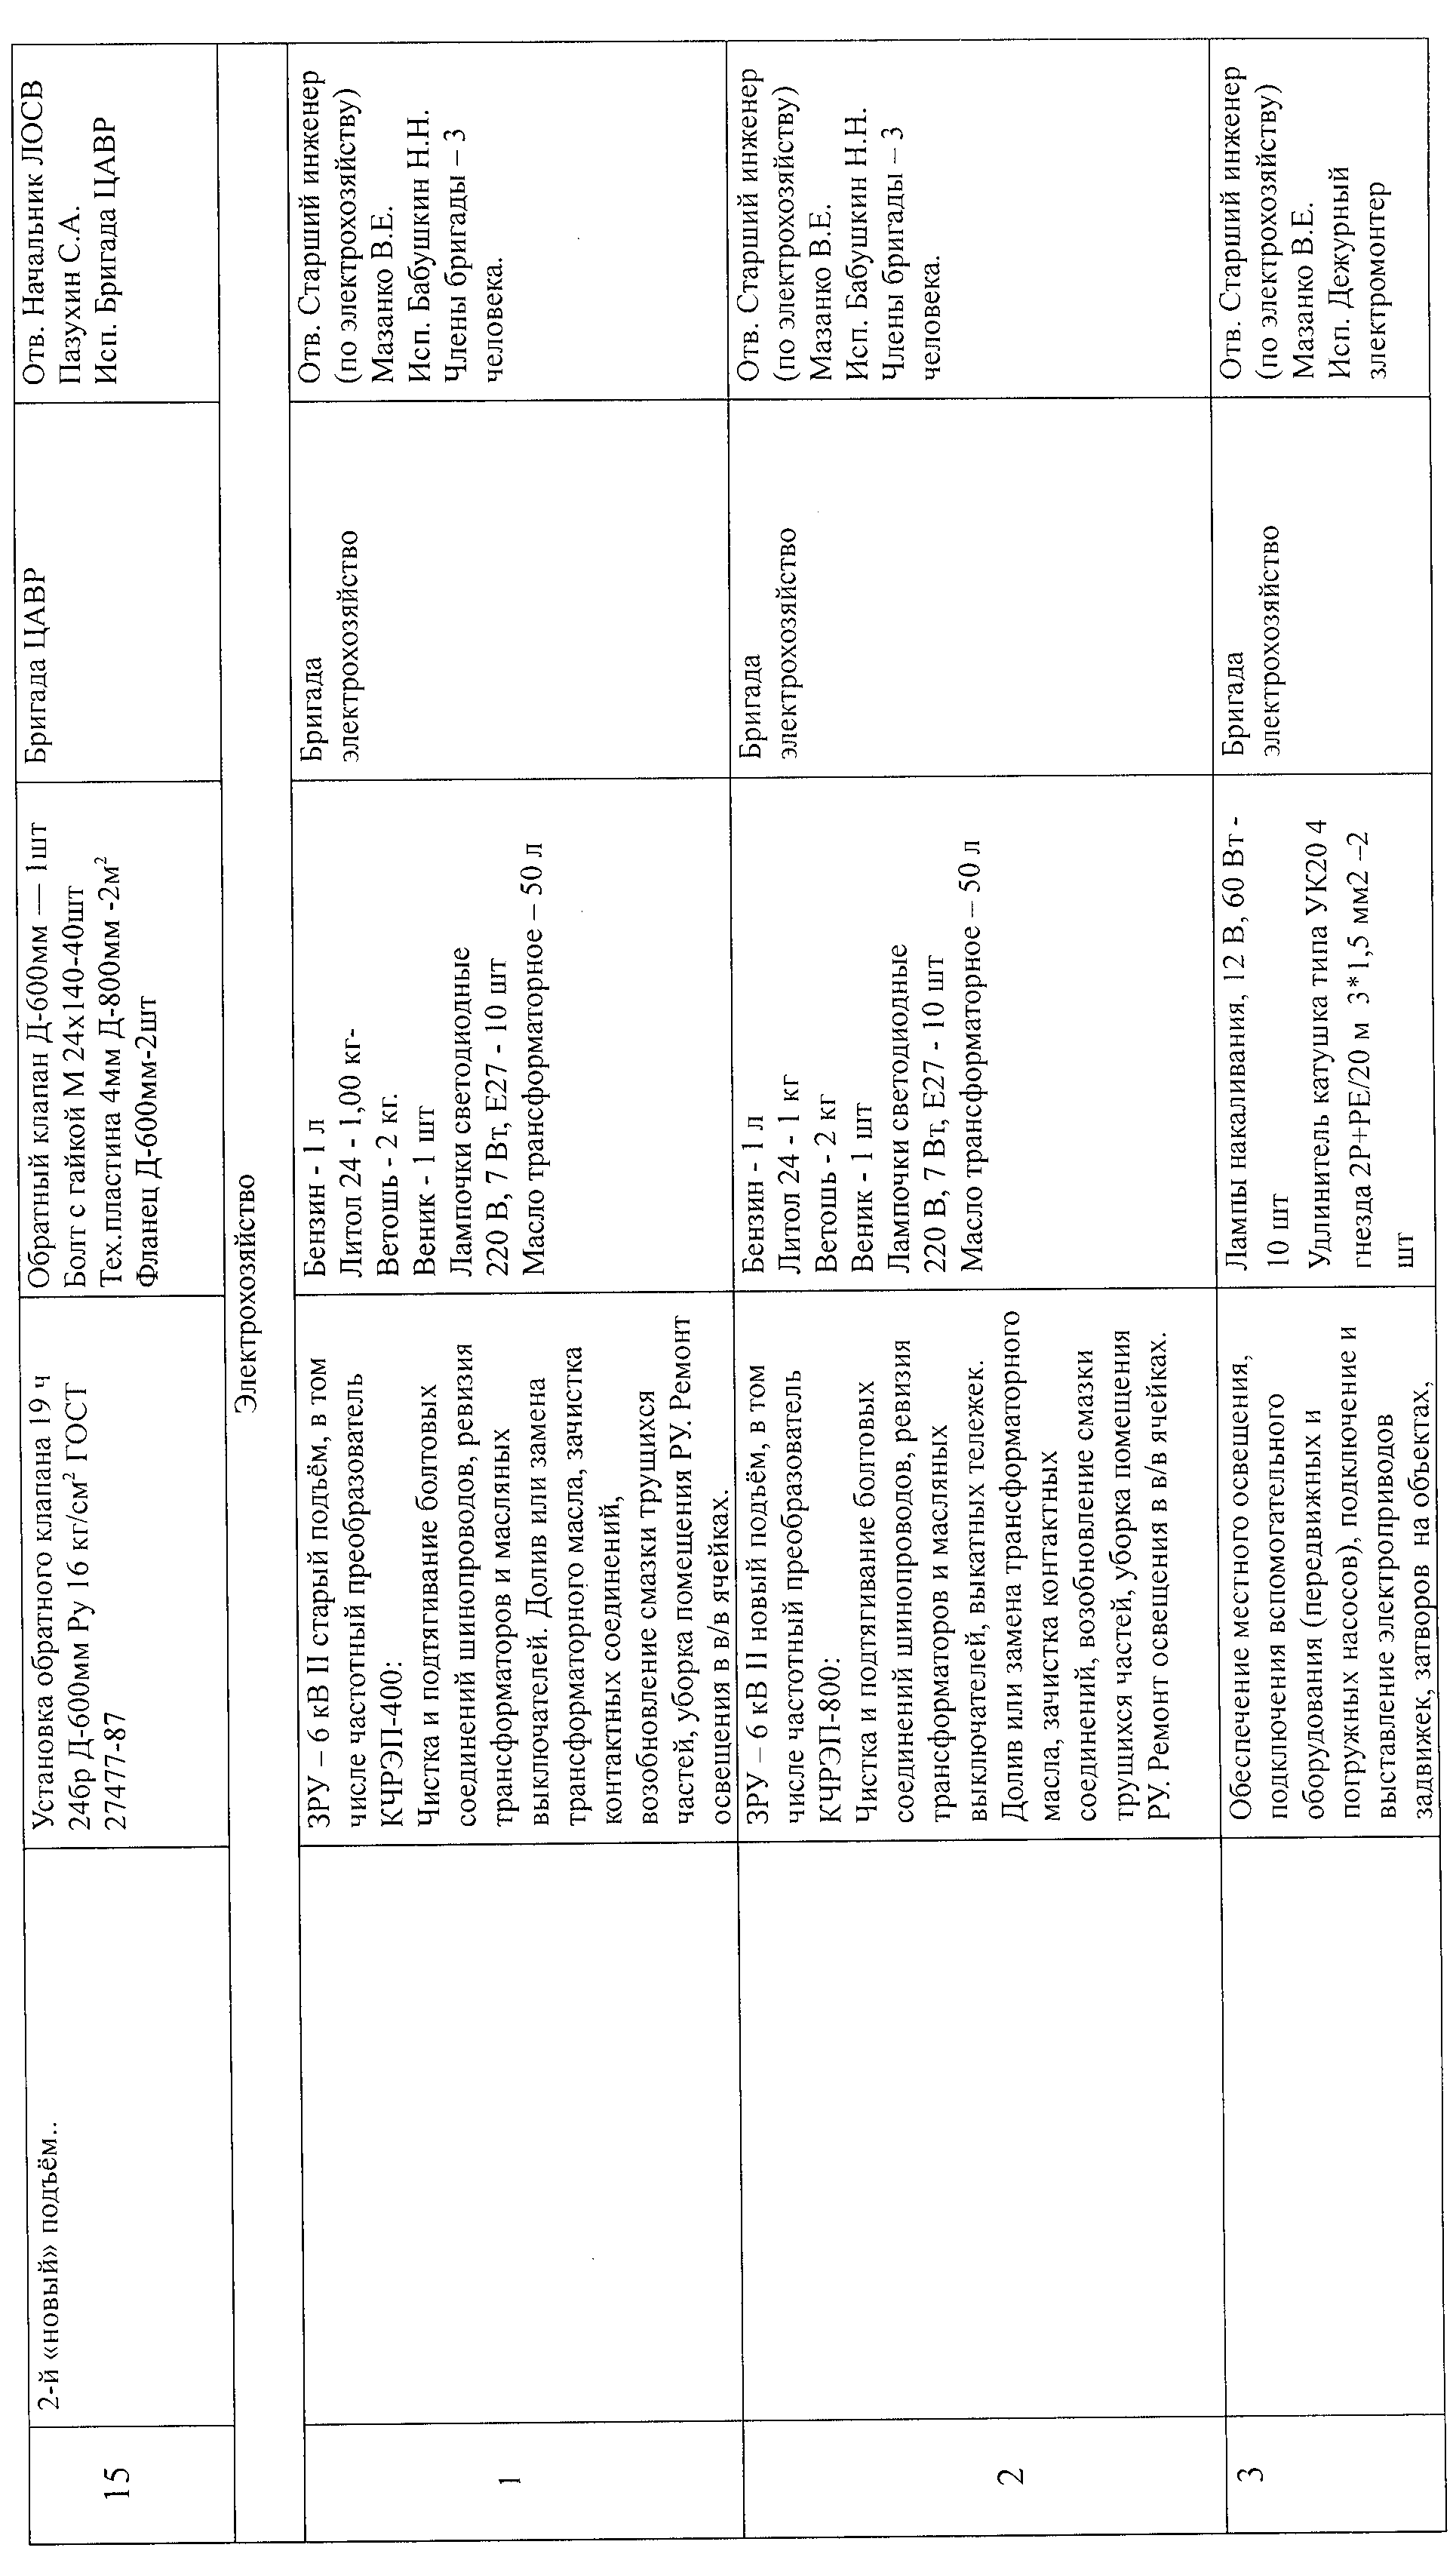 15
2-й «новый» подъём..
Установка обратного клапана 19 ч
24бр Д-600мм Ру 16 кг/см² ГОСТ
27477-87
Обратный клапан Д-600мм — 1шт
Болт с гайкой М 24х140-40шт
Тех.пластина 4мм Д-800мм -2м²
Фланец Д-600мм-2шт
Бригада ЦАВР
Отв. Начальник ЛОСВ
Пазухин С.А.
Исп. Бригада ЦАВР
Электрохозяйство
1
ЗРУ – 6 кВ II старый подъём, в том
числе частотный преобразователь
КЧРЭП-400:
Чистка и подтягивание болтовых
соединений шинопроводов, ревизия
трансформаторов и масляных
выключателей. Долив или замена
трансформаторного масла, зачистка
контактных соединений,
возобновление смазки трущихся
частей, уборка помещения РУ. Ремонт
освещения в в/в ячейках.
Бензин - 1 л
Литол 24 - 1,00 кг-
Ветошь - 2 кг.
Веник - 1 шт
Лампочки светодиодные
220 В, 7 Вт, Е27 - 10 шт
Масло трансформаторное – 50 л
Бригада
электрохозяйство
Отв. Старший инженер
(по электрохозяйству)
Мазанко В.Е.
Исп. Бабушкин Н.Н.
Члены бригады – 3
человека.
2
ЗРУ – 6 кВ II новый подъём, в том
числе частотный преобразователь
КЧРЭП-800:
Чистка и подтягивание болтовых
соединений шинопроводов, ревизия
трансформаторов и масляных
выключателей, выкатных тележек.
Долив или замена трансформаторного
масла, зачистка контактных
соединений, возобновление смазки
трущихся частей, уборка помещения
РУ. Ремонт освещения в в/в ячейках.
Бензин - 1 л
Литол 24 - 1 кг
Ветошь - 2 кг
Веник - 1 шт
Лампочки светодиодные
220 В, 7 Вт, Е27 - 10 шт
Масло трансформаторное – 50 л
Бригада
электрохозяйство
Отв. Старший инженер
(по электрохозяйству)
Мазанко В.Е.
Исп. Бабушкин Н.Н.
Члены бригады – 3
человека.
3
Обеспечение местного освещения,
подключения вспомогательного
оборудования (передвижных и
погружных насосов), подключение и
выставление электроприводов
задвижек, затворов на объектах,
Лампы накаливания, 12 В, 60 Вт -
10 шт
Удлинитель катушка типа УК20 4
гнезда 2Р+РЕ/20 м 3*1,5 мм2 –2
шт
Бригада
электрохозяйство
Отв. Старший инженер
(по электрохозяйству)
Мазанко В.Е.
Исп. Дежурный
злектромонтер